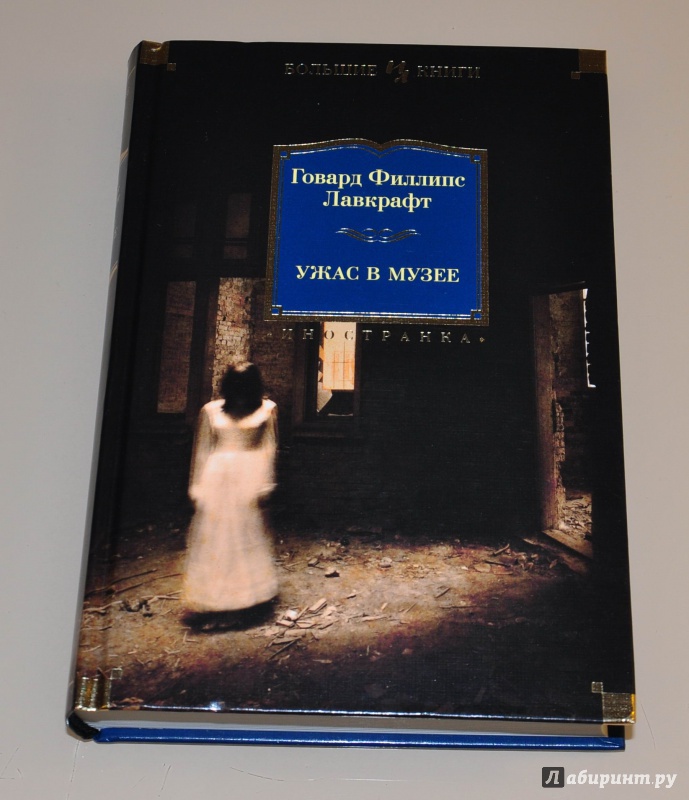 БОЛЬШИЕ КНИГИ
Говард Филлипс
Лавкрафт
УЖАС В МУЗЕЕ
«ИНОСТРАНКА»
Лабиринт.ру